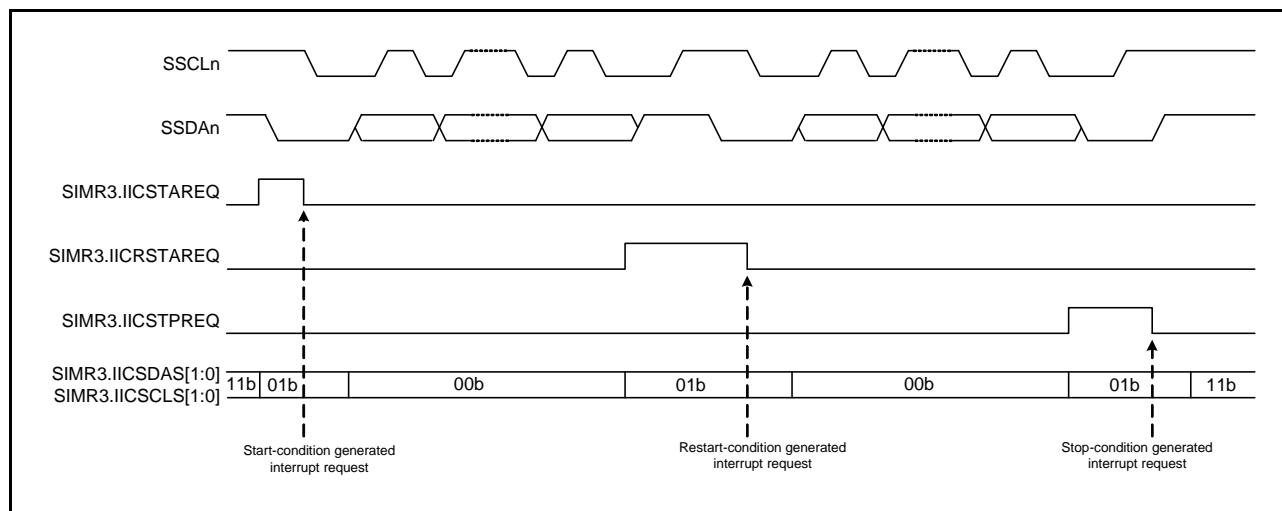 SSCLn
SSDAn
SIMR3.IICSTAREQ
SIMR3.IICRSTAREQ
SIMR3.IICSTPREQ
SIMR3.IICSDAS[1:0]
SIMR3.IICSCLS[1:0]
11b 01b 00b 01b 00b 01b 11b
Start-condition generated
interrupt request
Restart-condition generated
interrupt request
Stop-condition generated
interrupt request